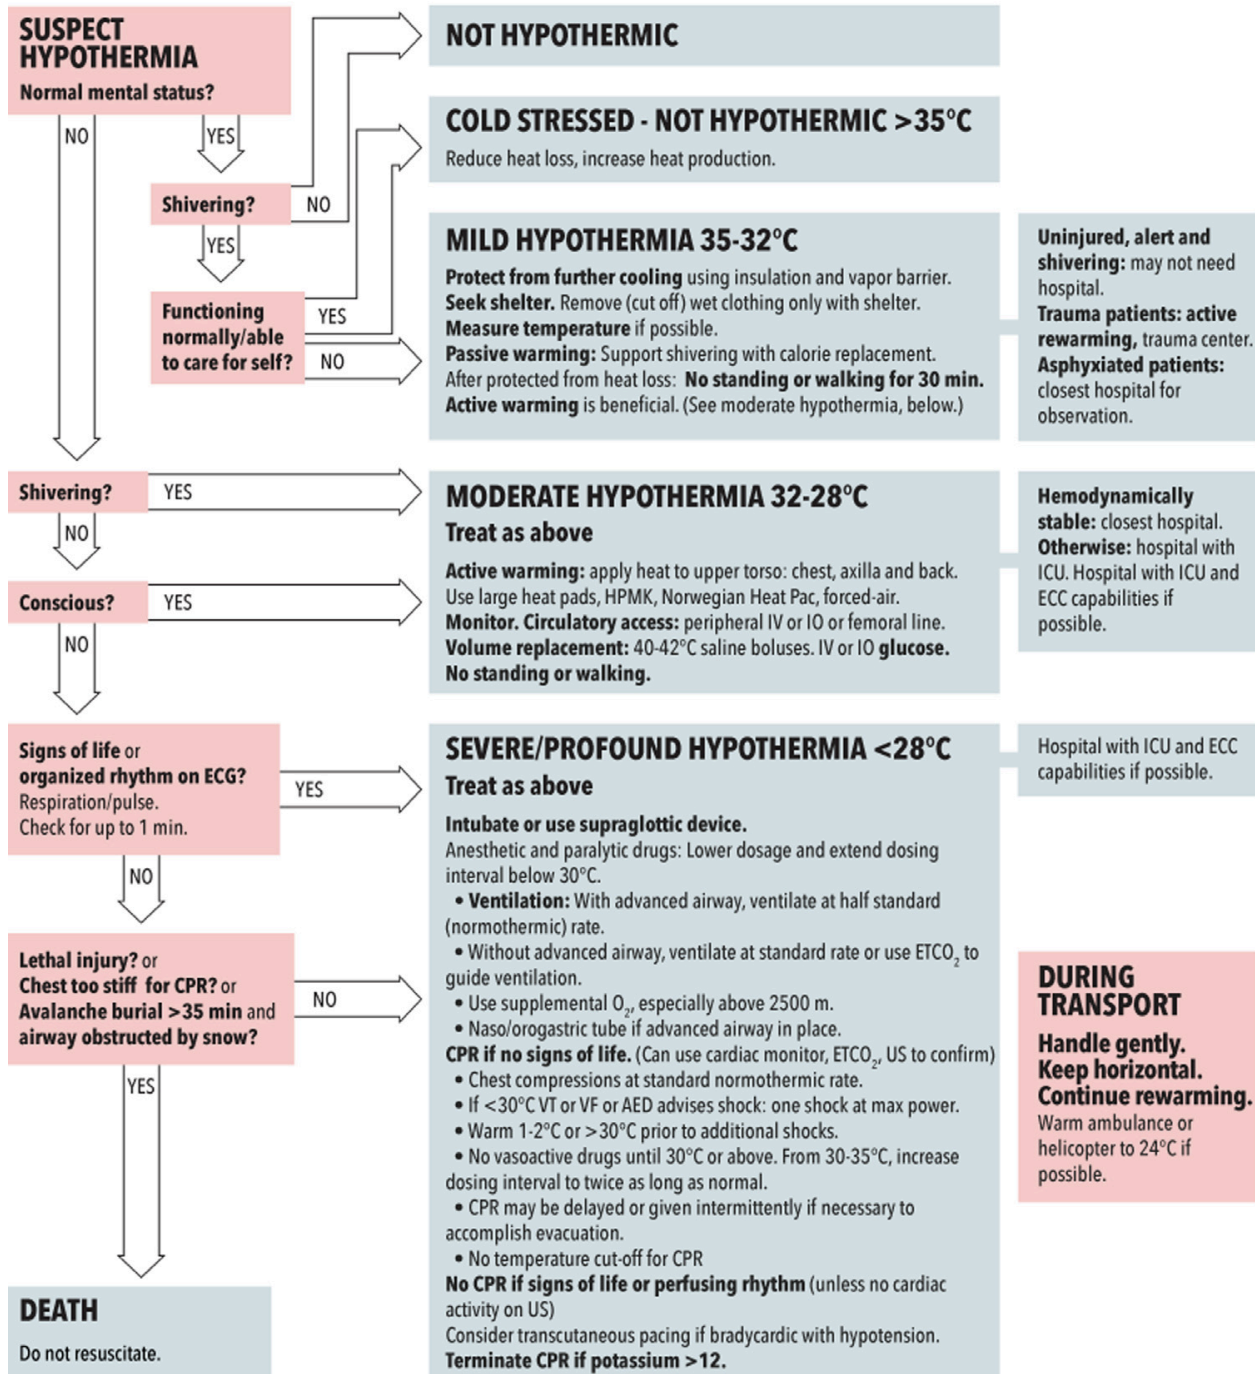 SUSPECT
HYPOTHERMIA
Normal mental status?
NO
YES
Shivering?
NO
YES
Functioning
normally/able
to care for self?
YES
NO
NOT HYPOTHERMIC
COLD STRESSED - NOT HYPOTHERMIC >35°C
Reduce heat loss, increase heat production.
MILD HYPOTHERMIA 35-32°C
Protect from further cooling using insulation and vapor barrier.
Seek shelter. Remove (cut off) wet clothing only with shelter.
Measure temperature if possible.
Passive warming: Support shivering with calorie replacement.
After protected from heat loss: No standing or walking for 30 min.
Active warming is beneficial. (See moderate hypothermia, below.)
Uninjured, alert and
shivering: may not need
hospital.
Trauma patients: active
rewarming, trauma center.
Asphyxiated patients:
closest hospital for
observation.
Shivering?
YES
NO
Conscious?
YES
NO
MODERATE HYPOTHERMIA 32-28°C
Treat as above
Active warming: apply heat to upper torso: chest, axilla and back.
Use large heat pads, HPMK, Norwegian Heat Pac, forced-air.
Monitor. Circulatory access: peripheral IV or IO or femoral line.
Volume replacement: 40-42°C saline boluses. IV or IO glucose.
No standing or walking.
Hemodynamically
stable: closest hospital.
Otherwise: hospital with
ICU. Hospital with ICU and
ECC capabilities if
possible.
Signs of life or
organized rhythm on ECG?
Respiration/pulse.
Check for up to 1 min.
YES
NO
Lethal injury? or
Chest too stiff for CPR? or
Avalanche burial >35 min and
airway obstructed by snow?
NO
YES
DEATH
Do not resuscitate.
SEVERE/PROFOUND HYPOTHERMIA <28°C
Treat as above
Intubate or use supraglottic device.
Anesthetic and paralytic drugs: Lower dosage and extend dosing
interval below 30°C.
• Ventilation: With advanced airway, ventilate at half standard
(normothermic) rate.
• Without advanced airway, ventilate at standard rate or use ETCO₂ to
guide ventilation.
• Use supplemental O₂, especially above 2500 m.
• Naso/orogastric tube if advanced airway in place.
CPR if no signs of life. (Can use cardiac monitor, ETCO₂, US to confirm)
• Chest compressions at standard normothermic rate.
• If <30°C VT or VF or AED advises shock: one shock at max power.
• Warm 1-2°C or >30°C prior to additional shocks.
• No vasoactive drugs until 30°C or above. From 30-35°C, increase
dosing interval to twice as long as normal.
• CPR may be delayed or given intermittently if necessary to
accomplish evacuation.
• No temperature cut-off for CPR
No CPR if signs of life or perfusing rhythm (unless no cardiac
activity on US)
Consider transcutaneous pacing if bradycardic with hypotension.
Terminate CPR if potassium >12.
Hospital with ICU and ECC
capabilities if possible.
DURING
TRANSPORT
Handle gently.
Keep horizontal.
Continue rewarming.
Warm ambulance or
helicopter to 24°C if
possible.